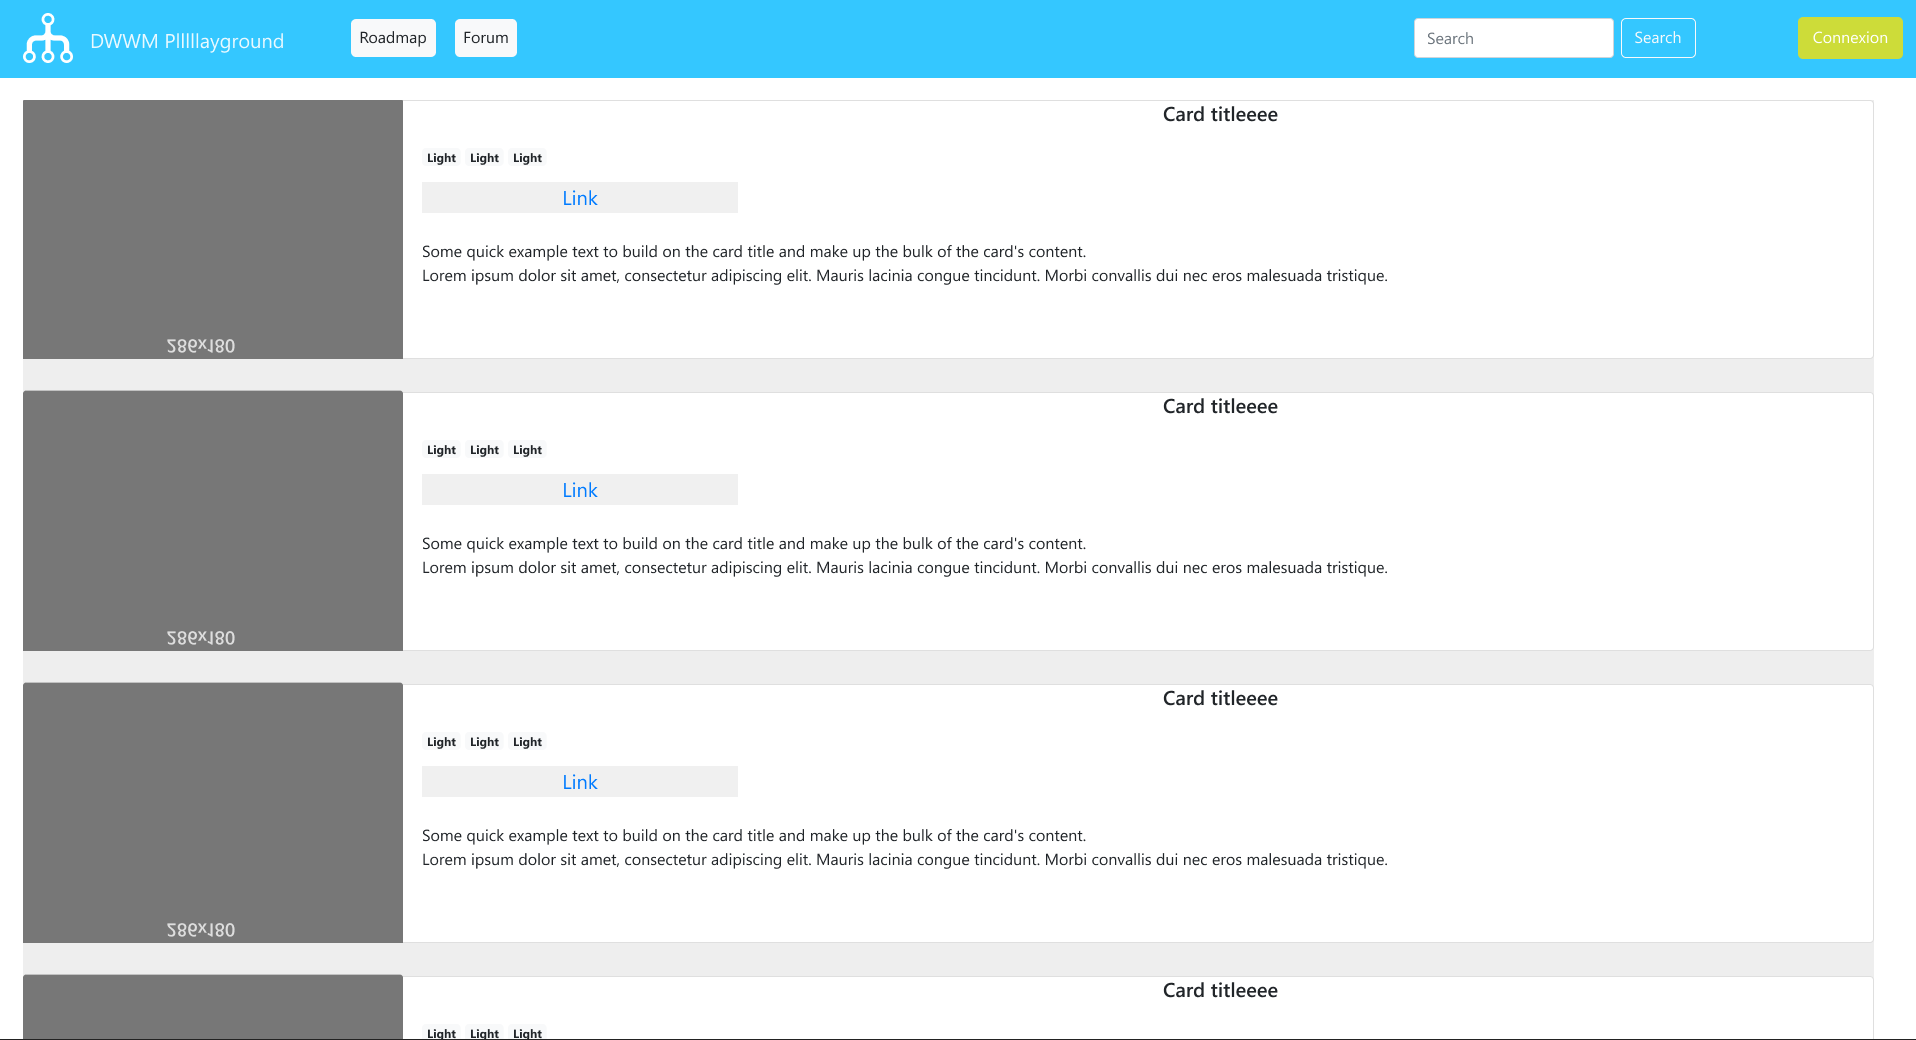 DWWM Plllllayground
Roadmap
Forum
Search
Search
Connexion
Card titleeee
Light Light Light
Link
Some quick example text to build on the card title and make up the bulk of the card's content.
Lorem ipsum dolor sit amet, consectetur adipiscing elit. Mauris lacinia congue tincidunt. Morbi convallis dui nec eros malesuada tristique.
286x180
Card titleeee
Light Light Light
Link
Some quick example text to build on the card title and make up the bulk of the card's content.
Lorem ipsum dolor sit amet, consectetur adipiscing elit. Mauris lacinia congue tincidunt. Morbi convallis dui nec eros malesuada tristique.
286x180
Card titleeee
Light Light Light
Link
Some quick example text to build on the card title and make up the bulk of the card's content.
Lorem ipsum dolor sit amet, consectetur adipiscing elit. Mauris lacinia congue tincidunt. Morbi convallis dui nec eros malesuada tristique.
286x180
Card titleeee
Light Light Light